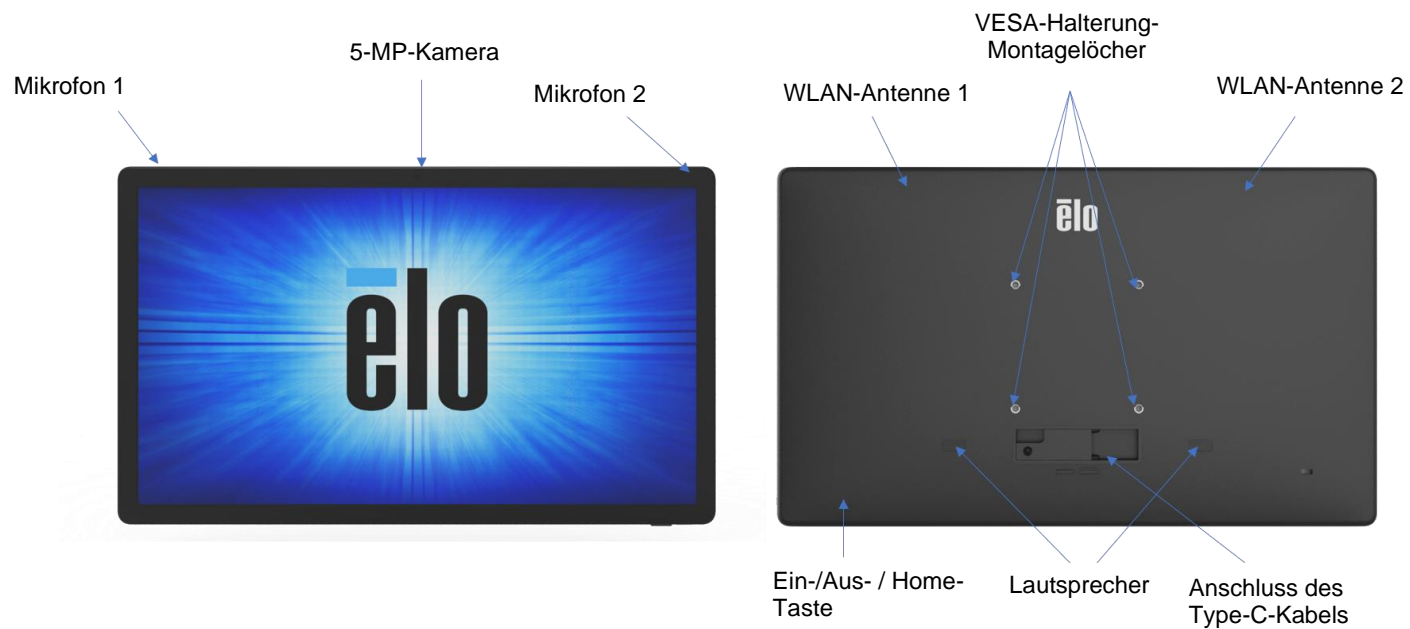 VESA-Halterung-
Montagelöcher
5-MP-Kamera
Mikrofon 1
Mikrofon 2
WLAN-Antenne 1
WLAN-Antenne 2
ēlo
ēlo
Ein-/Aus- / Home-
Taste
Lautsprecher
Anschluss des
Type-C-Kabels